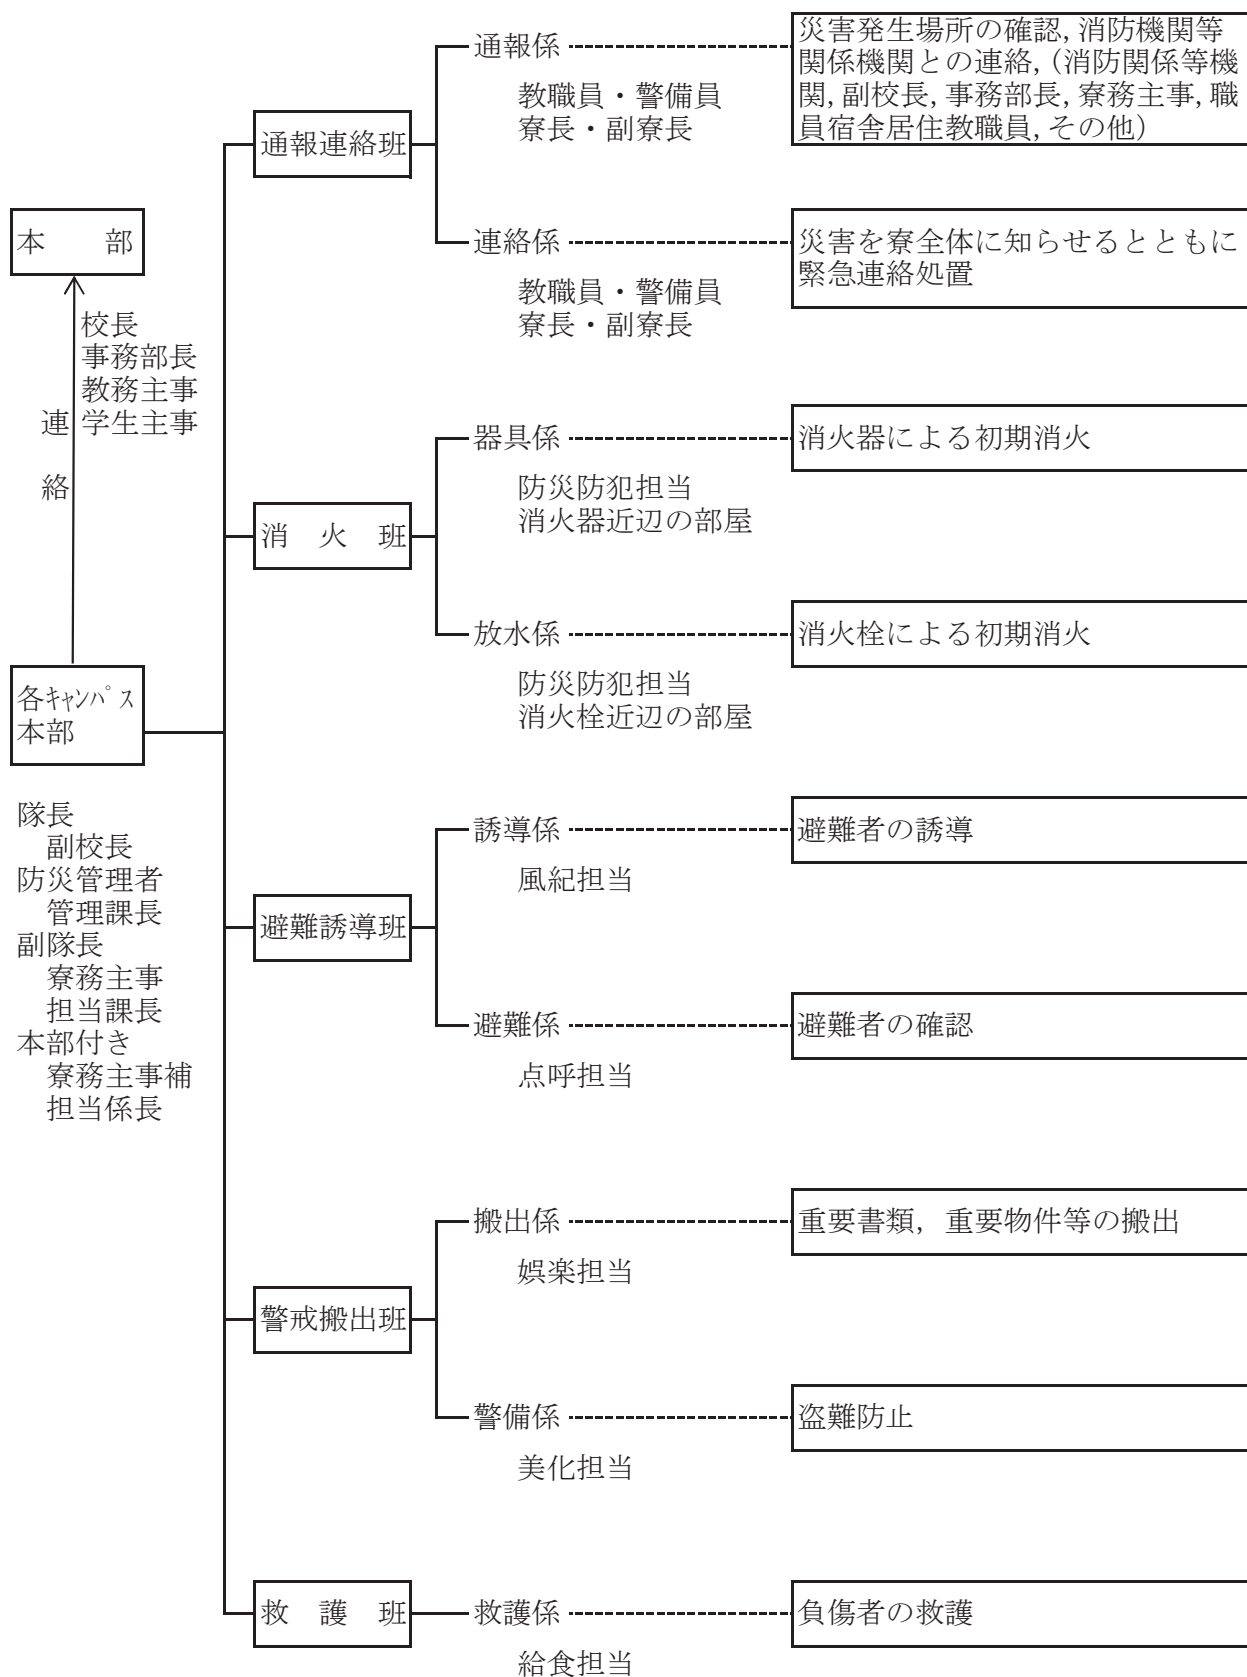 本　　部
校長
事務部長
教務主事
学生主事
連
絡
各ｷｬﾝﾊﾟｽ
本部
隊長
副校長
防災管理者
管理課長
副隊長
寮務主事
担当課長
本部付き
寮務主事補
担当係長
通報連絡班
通報係
教職員・警備員
寮長・副寮長
災害発生場所の確認,消防機関等
関係機関との連絡,（消防関係等機
関,副校長,事務部長,寮務主事,職
員宿舎居住教職員,その他）
連絡係
教職員・警備員
寮長・副寮長
災害を寮全体に知らせるとともに
緊急連絡処置
消　火　班
器具係
防災防犯担当
消火器近辺の部屋
消火器による初期消火
放水係
防災防犯担当
消火栓近辺の部屋
消火栓による初期消火
避難誘導班
誘導係
風紀担当
避難者の誘導
避難係
点呼担当
避難者の確認
警戒搬出班
搬出係
娯楽担当
重要書類，重要物件等の搬出
警備係
美化担当
盗難防止
救　護　班
救護係
給食担当
負傷者の救護